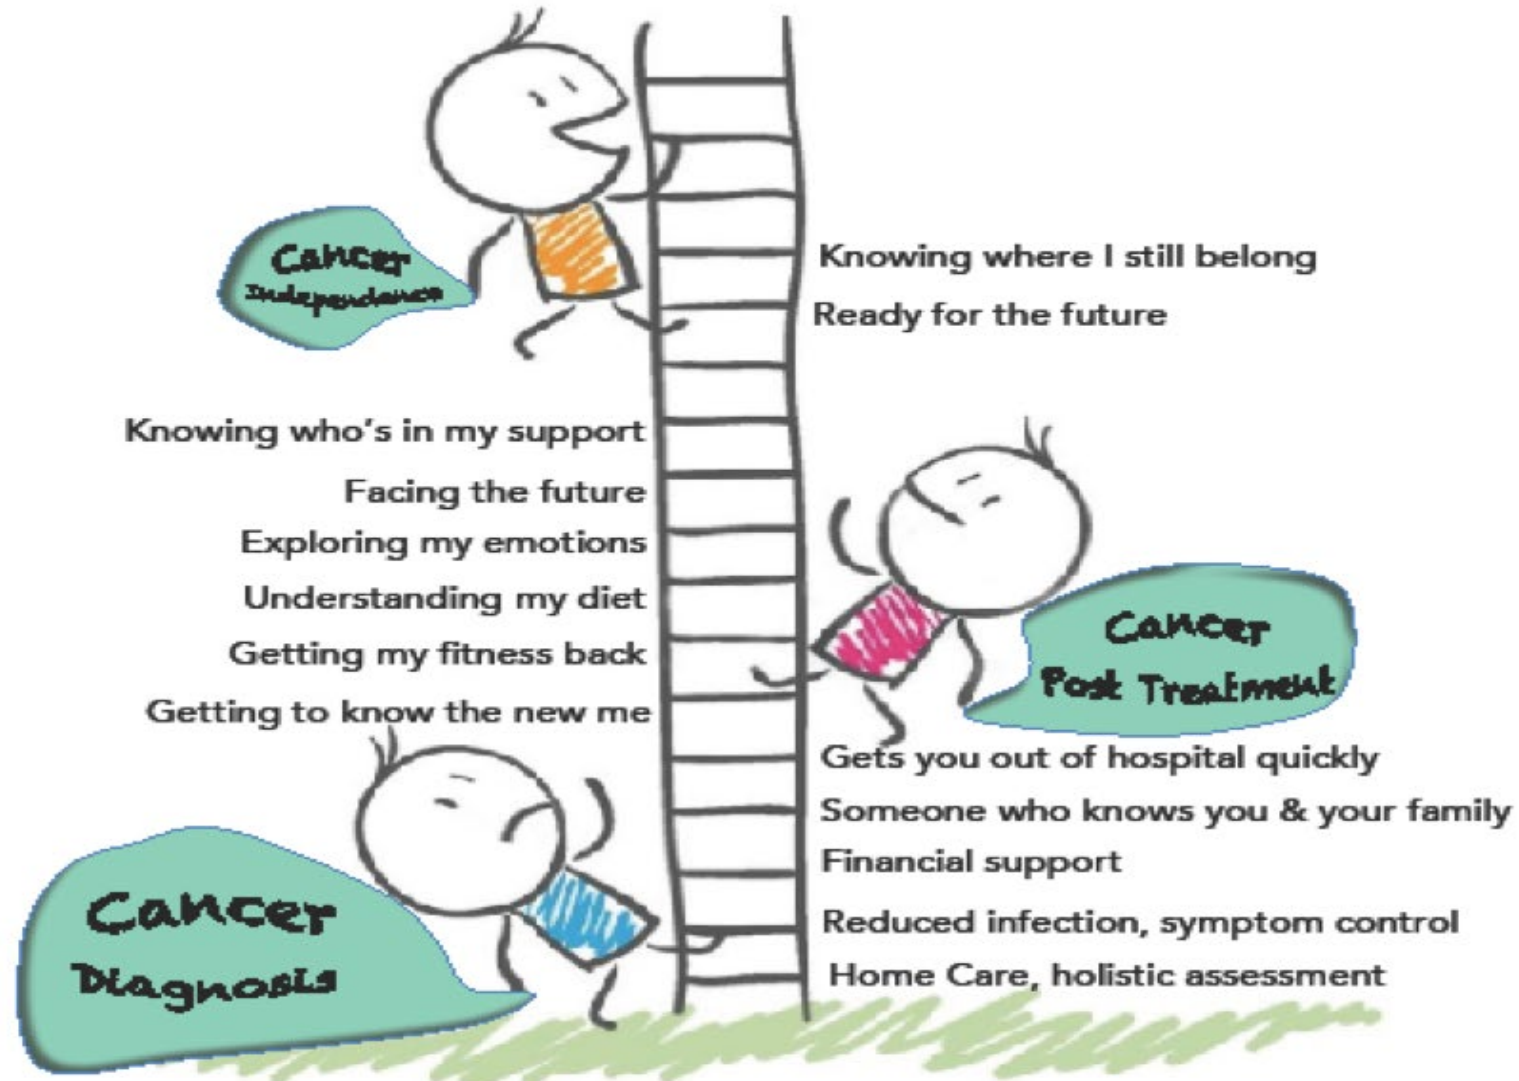 Cancer
Independence
Knowing where I still belong
Ready for the future
Knowing who's in my support
Facing the future
Exploring my emotions
Understanding my diet
Getting my fitness back
Getting to know the new me
Cancer
Post Treatment
Gets you out of hospital quickly
Someone who knows you & your family
Financial support
Reduced infection, symptom control
Home Care, holistic assessment
Cancer
Diagnosis